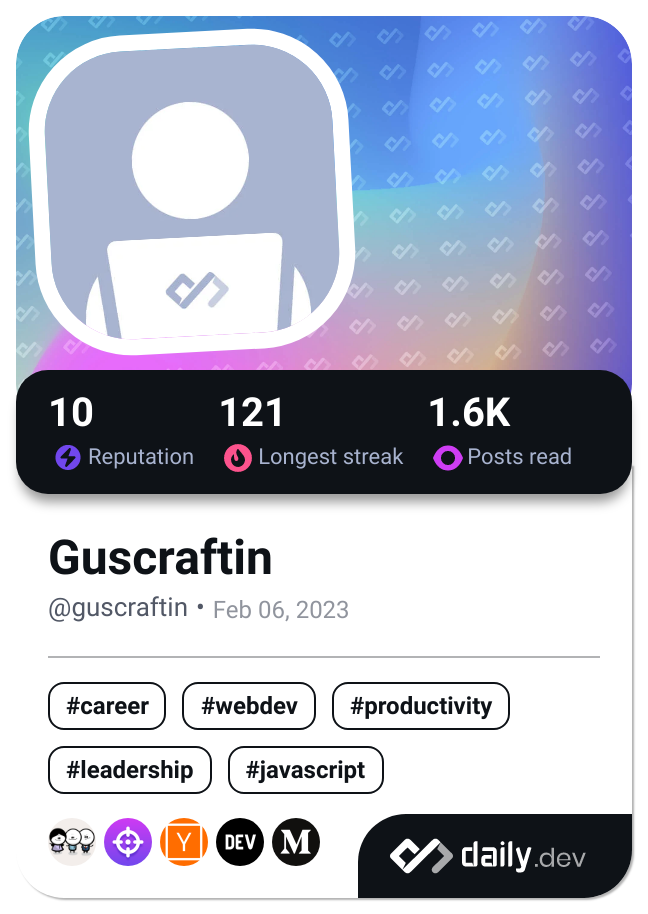 10 121 1.6K
Reputation Longest streak Posts read
Guscraftin
@guscraftin • Feb 06, 2023
#career #webdev #productivity
#leadership #javascript
Y DEV M daily.dev